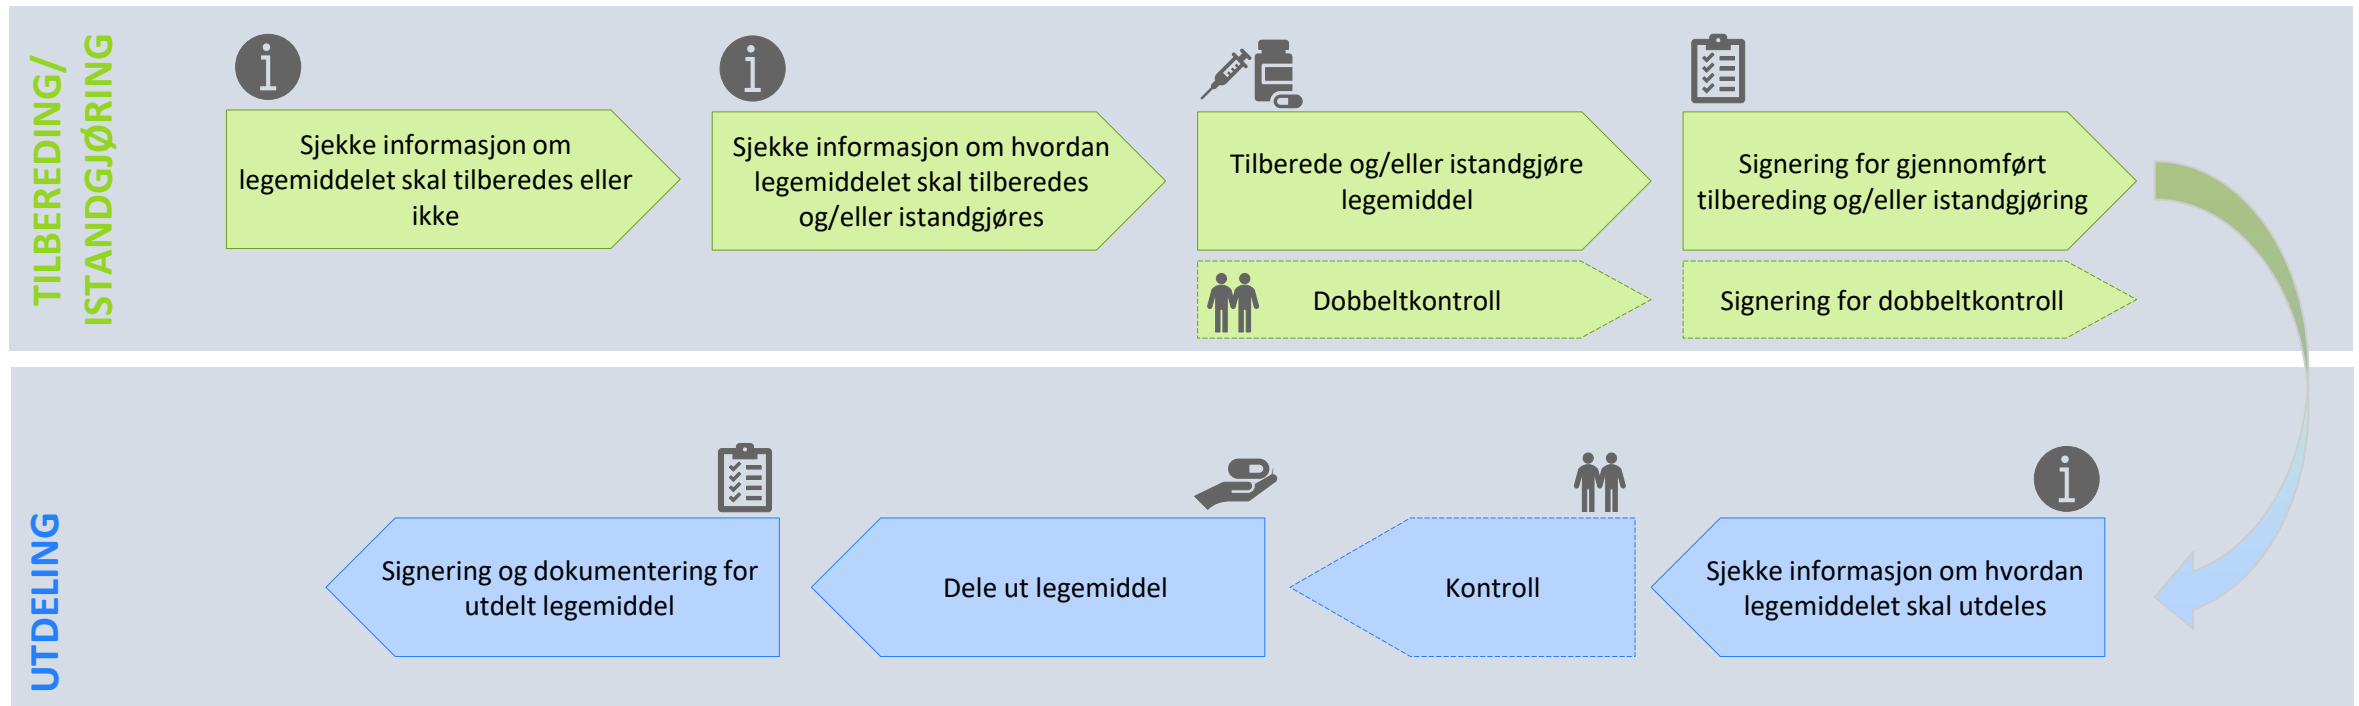 TILBEREDING/
ISTANDGJØRING
Sjekke informasjon om
legemiddelet skal tilberedes eller
ikke
Sjekke informasjon om hvordan
legemiddelet skal tilberedes
og/eller istandgjøres
Tilberede og/eller istandgjøre
legemiddel
Signering for gjennomført
tilbereding og/eller istandgjøring
Dobbeltkontroll
Signering for dobbeltkontroll
UTDELING
Signering og dokumentering for
utdelt legemiddel
Dele ut legemiddel
Kontroll
Sjekke informasjon om hvordan
legemiddelet skal utdeles